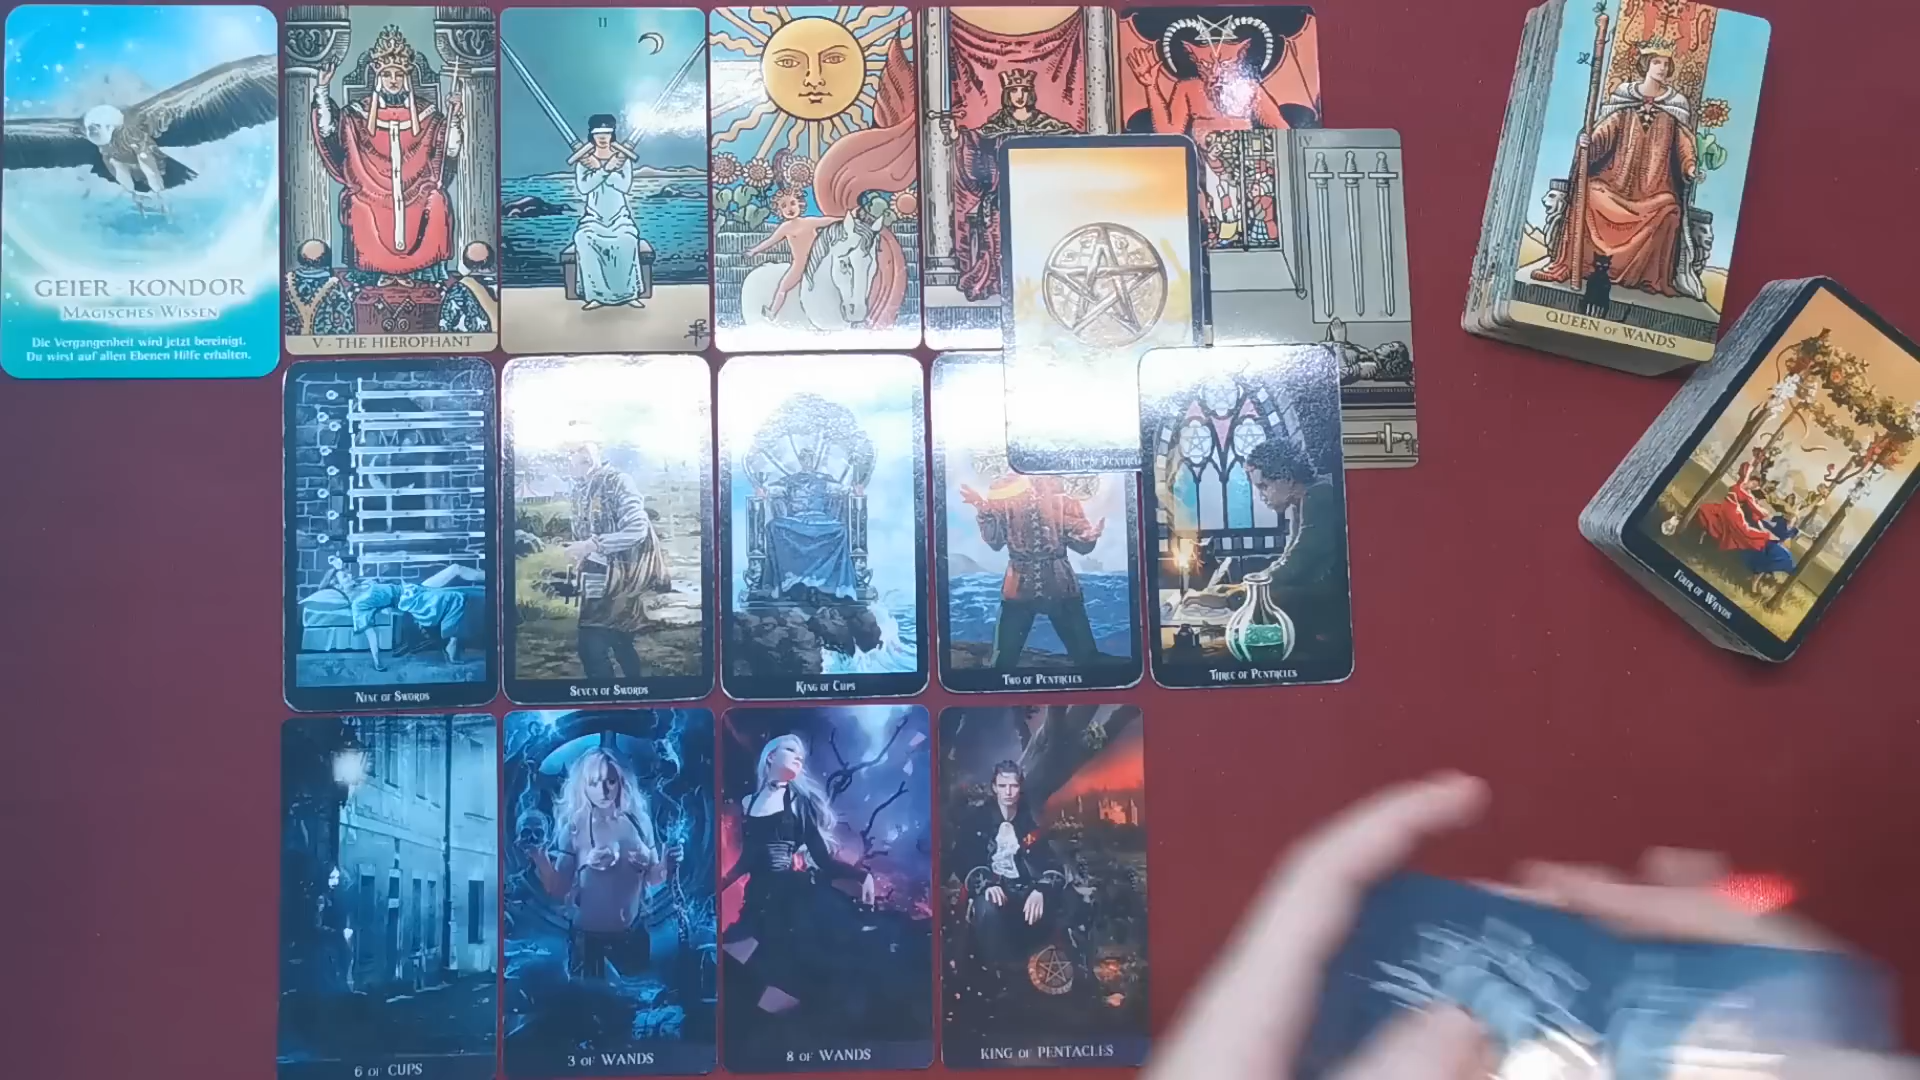 GEIER - KONDOR
MAGISCHES WISSEN
Die Vergangenheit wird jetzt bereinigt.
Du wirst auf allen Ebenen Hilfe erhalten.
V - THE HIEROPHANT
II
IV
QUEEN OF WANDS
FOUR OF WANDS
NINE OF SWORDS
SEVEN OF SWORDS
KING OF CUPS
TWO OF PENTACLES
THREE OF PENTACLES
6 OF CUPS
3 OF WANDS
8 OF WANDS
KING OF PENTACLES